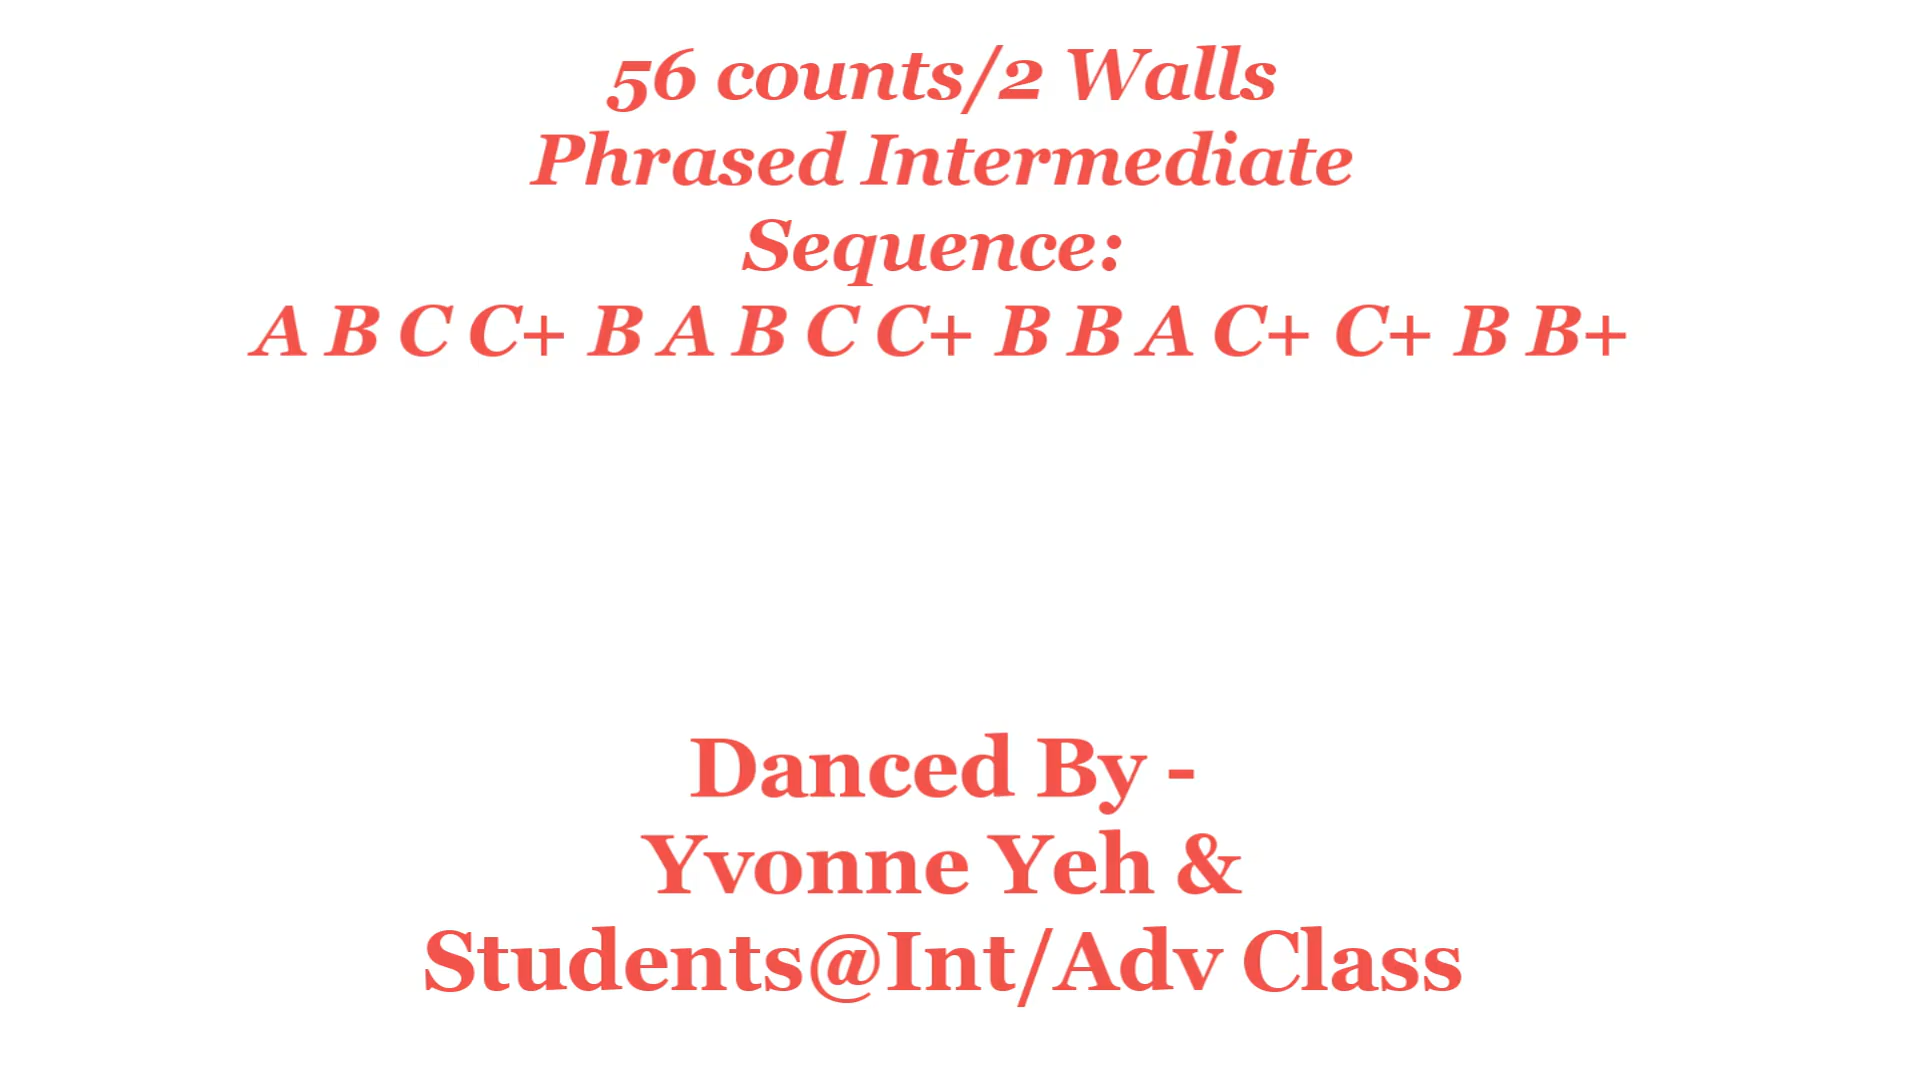 56 counts/2 Walls
Phrased Intermediate
Sequence:
A B C C+ B A B C C+ B B A C+ C+ B B+
Danced By -
Yvonne Yeh &
Students@Int/Adv Class